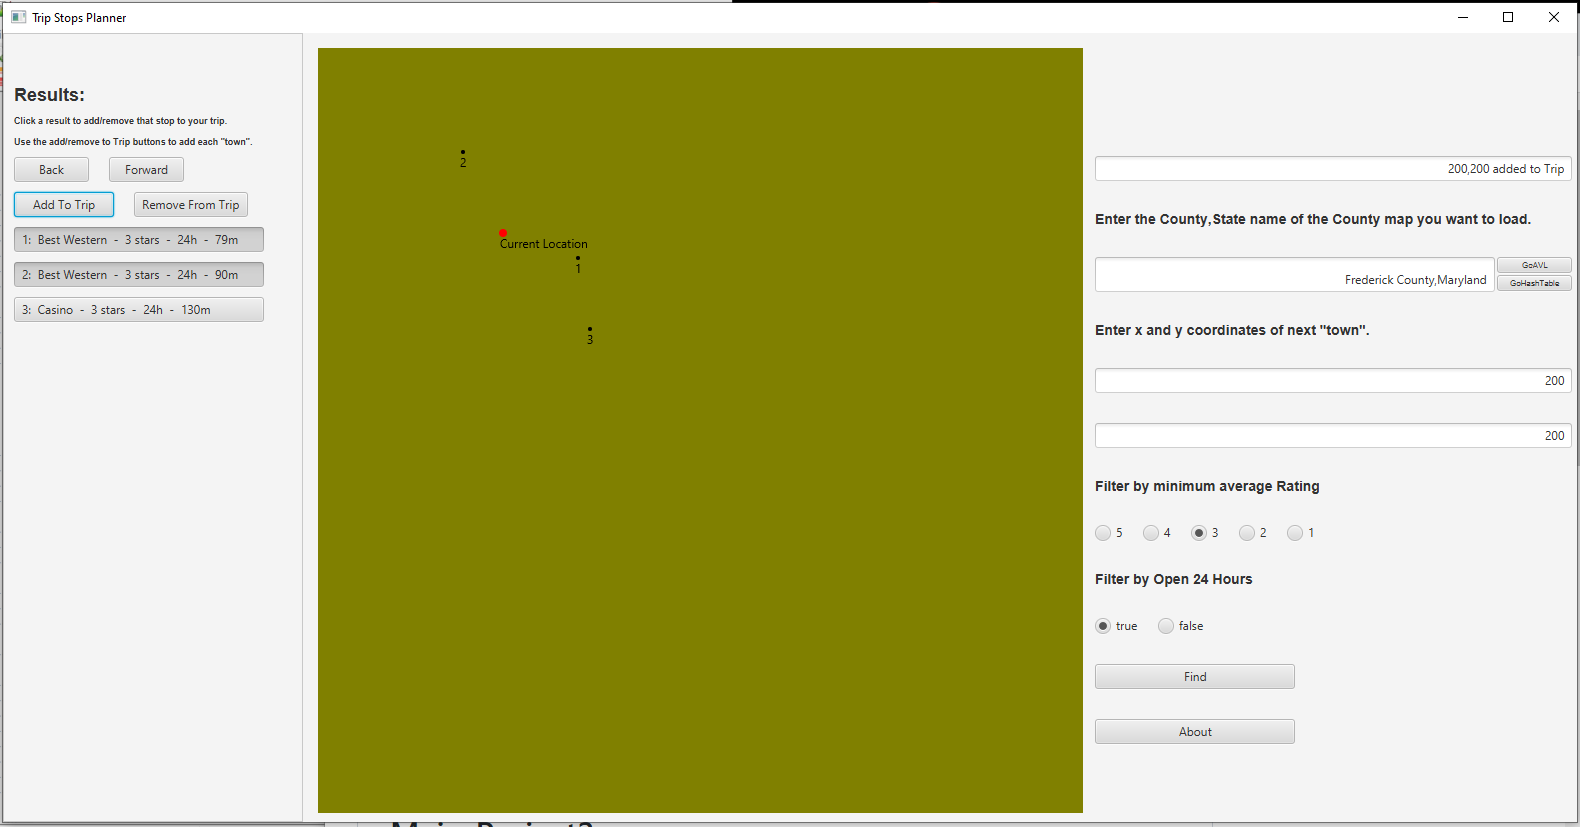 Trip Stops Planner
Results:
Click a result to add/remove that stop to your trip.
Use the add/remove to Trip buttons to add each "town".
Back Forward
Add To Trip Remove From Trip
1: Best Western - 3 stars - 24h - 79m
2: Best Western - 3 stars - 24h - 90m
3: Casino - 3 stars - 24h - 130m
2
Current Location
1
3
200,200 added to Trip
Enter the County,State name of the County map you want to load.
Frederick County,Maryland
GoAVL
GoHashTable
Enter x and y coordinates of next "town".
200
200
Filter by minimum average Rating
5 4 3 2 1
Filter by Open 24 Hours
true false
Find
About